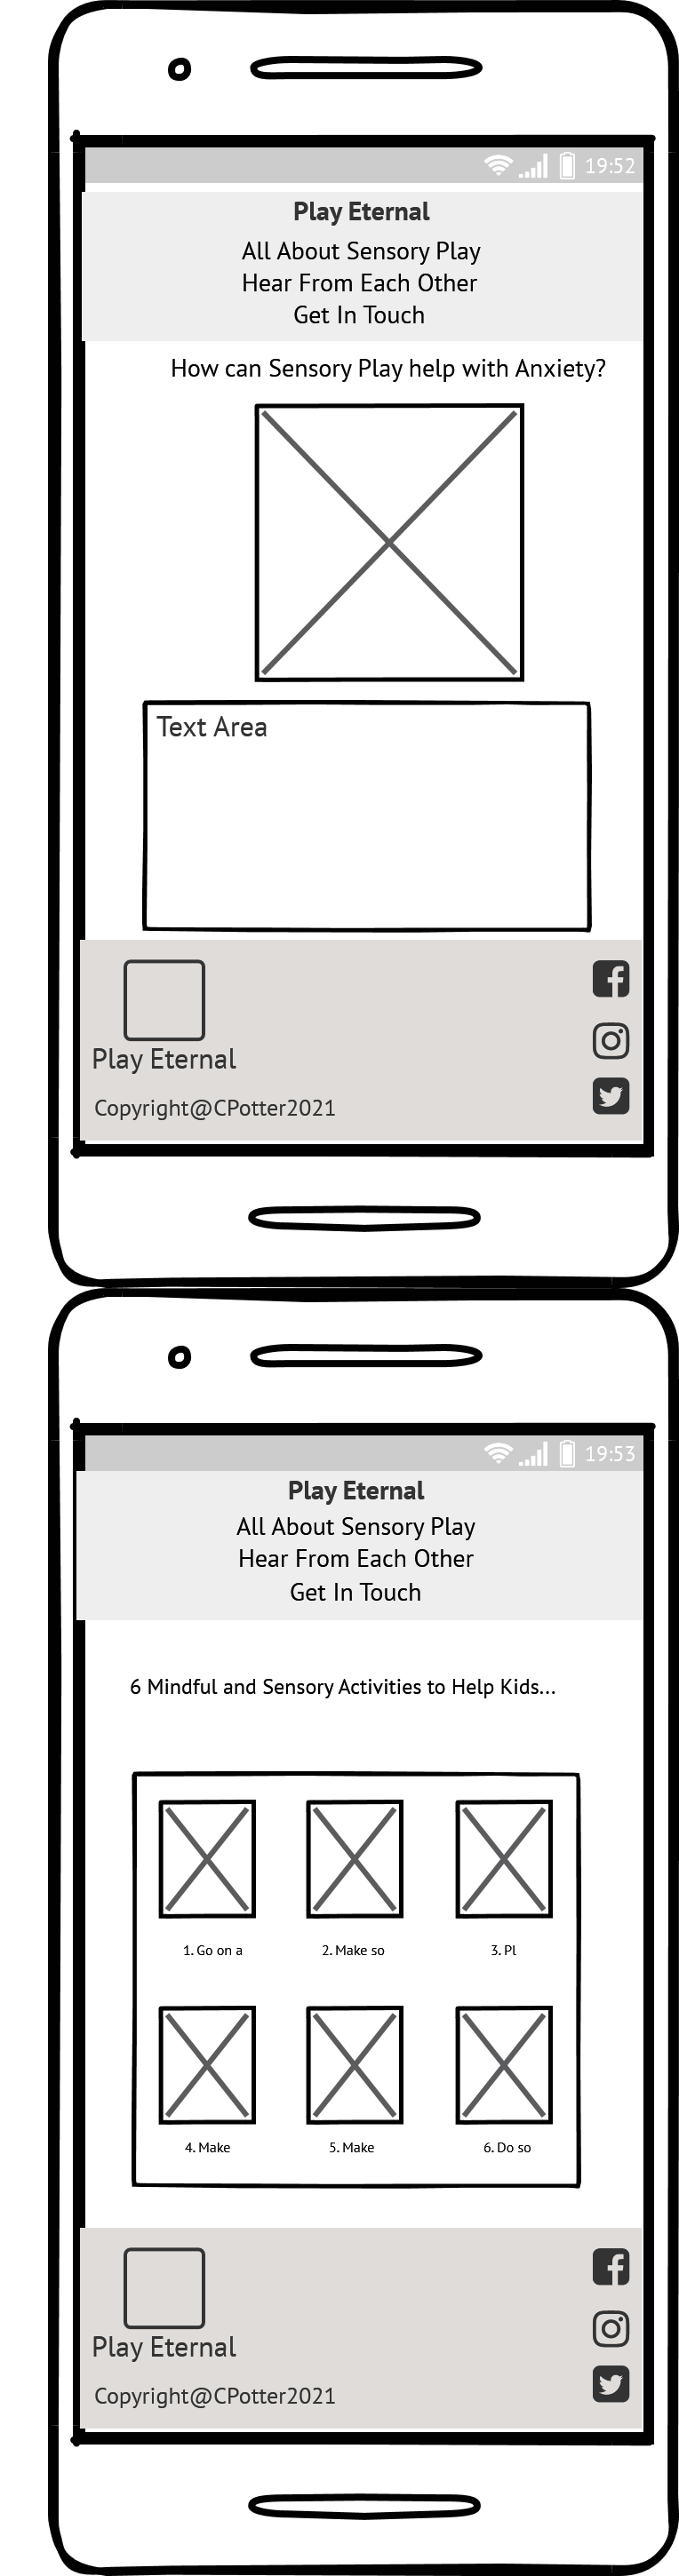 19:52
Play Eternal
All About Sensory Play
Hear From Each Other
Get In Touch
How can Sensory Play help with Anxiety?
Text Area
Play Eternal
Copyright@CPotter2021
19:53
Play Eternal
All About Sensory Play
Hear From Each Other
Get In Touch
6 Mindful and Sensory Activities to Help Kids...
1. Go on a 2. Make so 3. Pl
4. Make 5. Make 6. Do so
Play Eternal
Copyright@CPotter2021